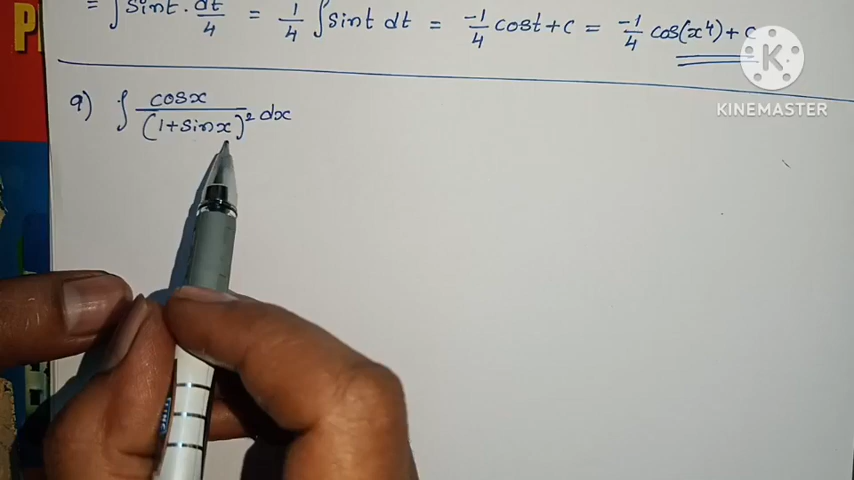 = ∫ sint · dt/4 = 1/4 ∫ sint dt = -1/4 cost + c = -1/4 cos(x⁴) + c
9) ∫ cosx/(1+sinx)² dx
KINEMASTER